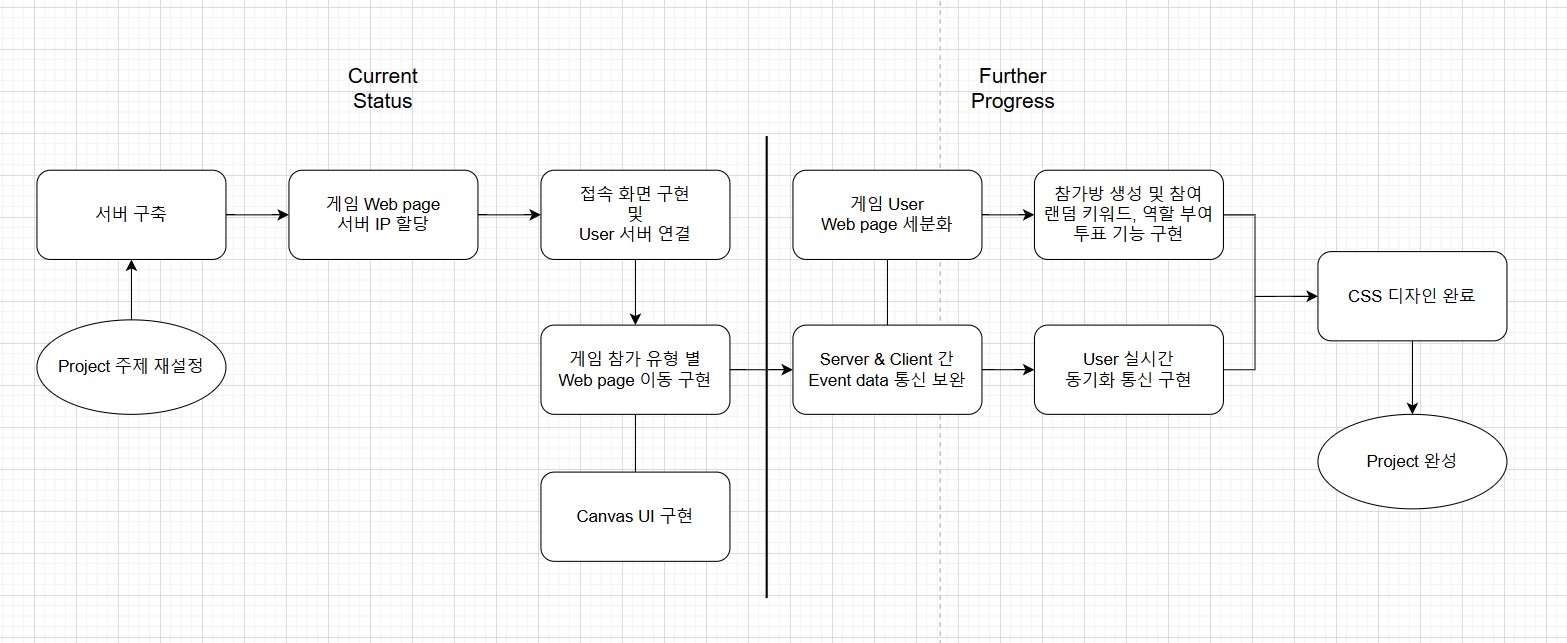 Current
Status
Further
Progress
서버 구축
게임 Web page
서버 IP 할당
접속 화면 구현
및
User 서버 연결
게임 User
Web page 세분화
참가방 생성 및 참여
랜덤 키워드, 역할 부여
투표 기능 구현
CSS 디자인 완료
Project 주제 재설정
게임 참가 유형 별
Web page 이동 구현
Server & Client 간
Event data 통신 보완
User 실시간
동기화 통신 구현
Project 완성
Canvas UI 구현